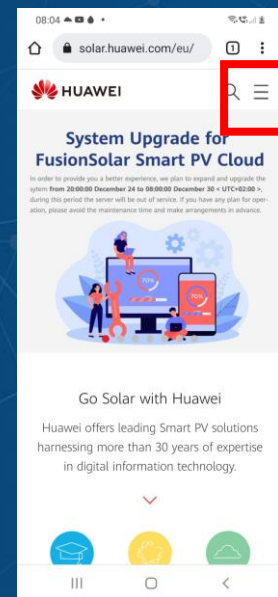 08:04
solar.huawei.com/eu/
1
HUAWEI
System Upgrade for
FusionSolar Smart PV Cloud
In order to provide you a better experience, we plan to expand and upgrade the
sytem from 20:00:00 December 24 to 08:00:00 December 30 < UTC+02:00 >,
during this period the server will be out of service. If you have any plan for oper-
ation, please avoid the maintenance time and make arrangements in advance.
70%
70%
Go Solar with Huawei
Huawei offers leading Smart PV solutions
harnessing more than 30 years of expertise
in digital information technology.